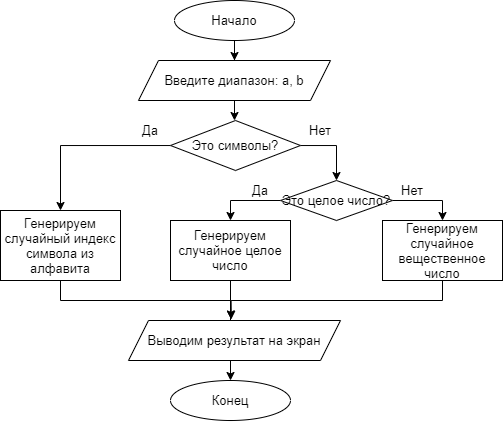 Начало
Введите диапазон: a, b
Да
Нет
Это символы?
Да
Нет
Это целое число?
Генерируем
случайный индекс
символа из
алфавита
Генерируем
случайное целое
число
Генерируем
случайное
вещественное
число
Выводим результат на экран
Конец